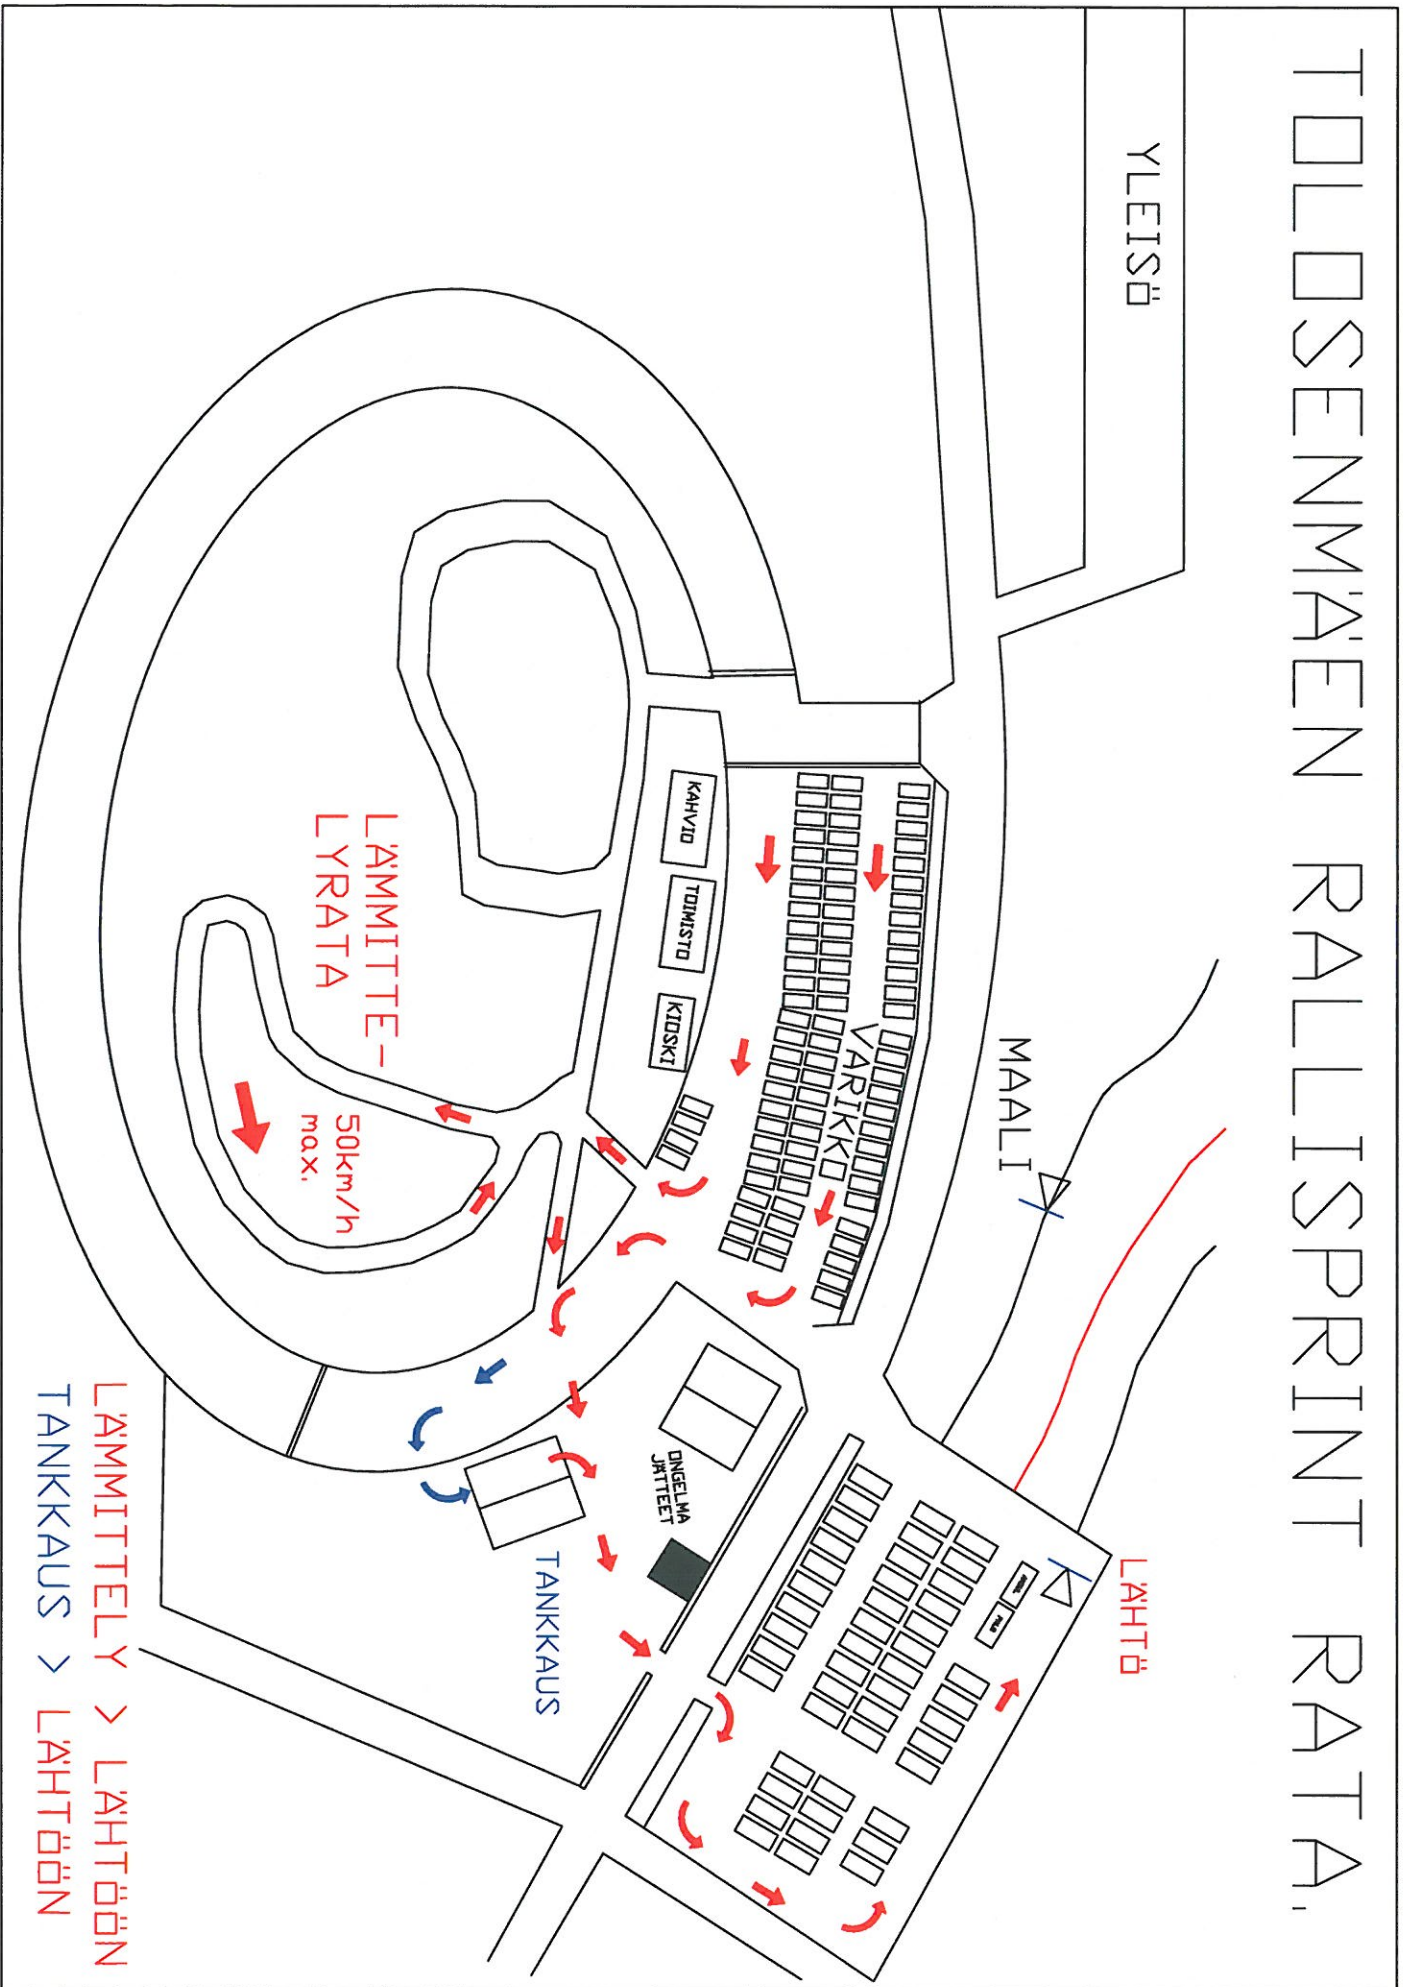 TOLOSENMÄEN RALLISPRINT RATA.
YLEISÖ
MAALI
LÄHTÖ
VARIKKO
KAHVIO
TOIMISTO
KIOSKI
LÄMMITTE-
LYRATA
50km/h
max.
ONGELMA
JÄTTEET
TANKKAUS
LÄMMITTELY > LÄHTÖÖN
TANKKAUS > LÄHTÖÖN